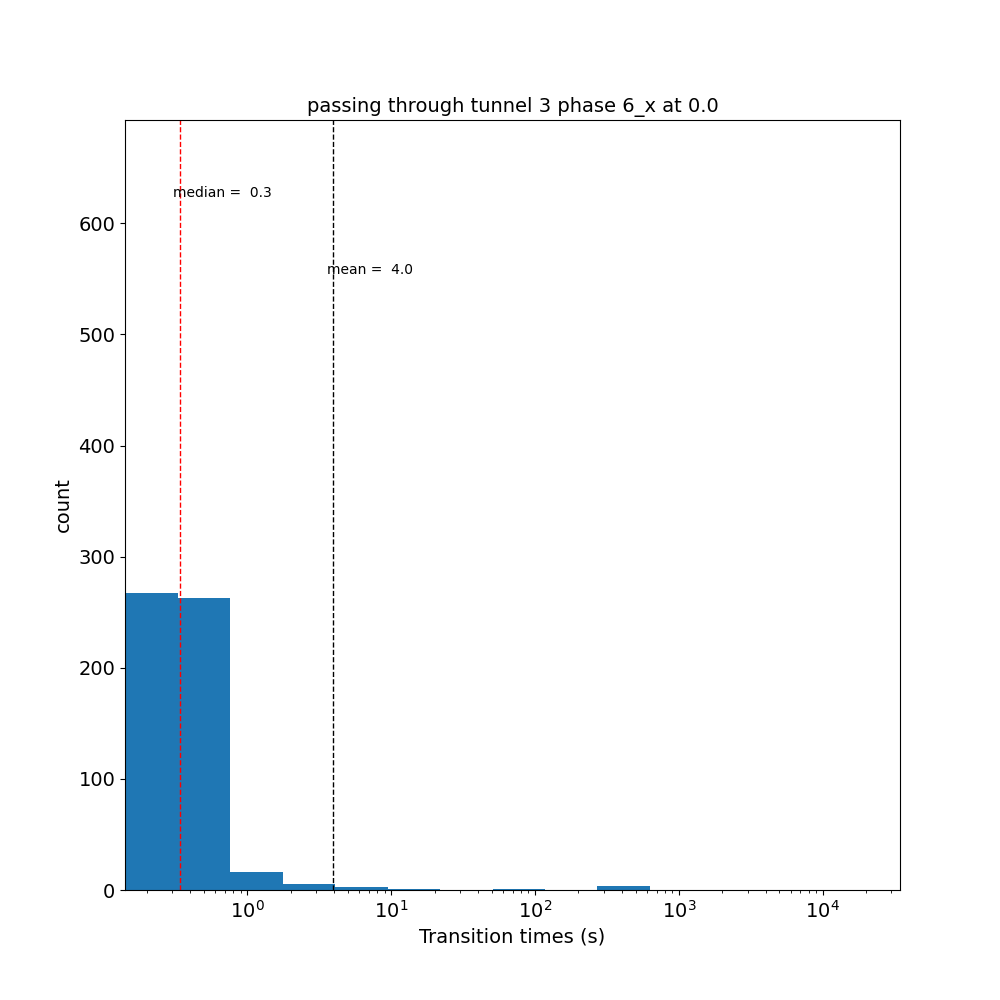 passing through tunnel 3 phase 6_x at 0.0
median =  0.3
mean =  4.0
600
500
400
300
200
100
0
count
10⁰ 10¹ 10² 10³ 10⁴
Transition times (s)